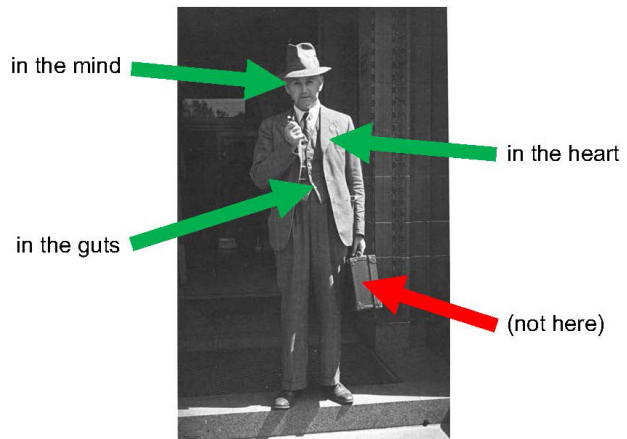 in the mind
in the heart
in the guts
(not here)